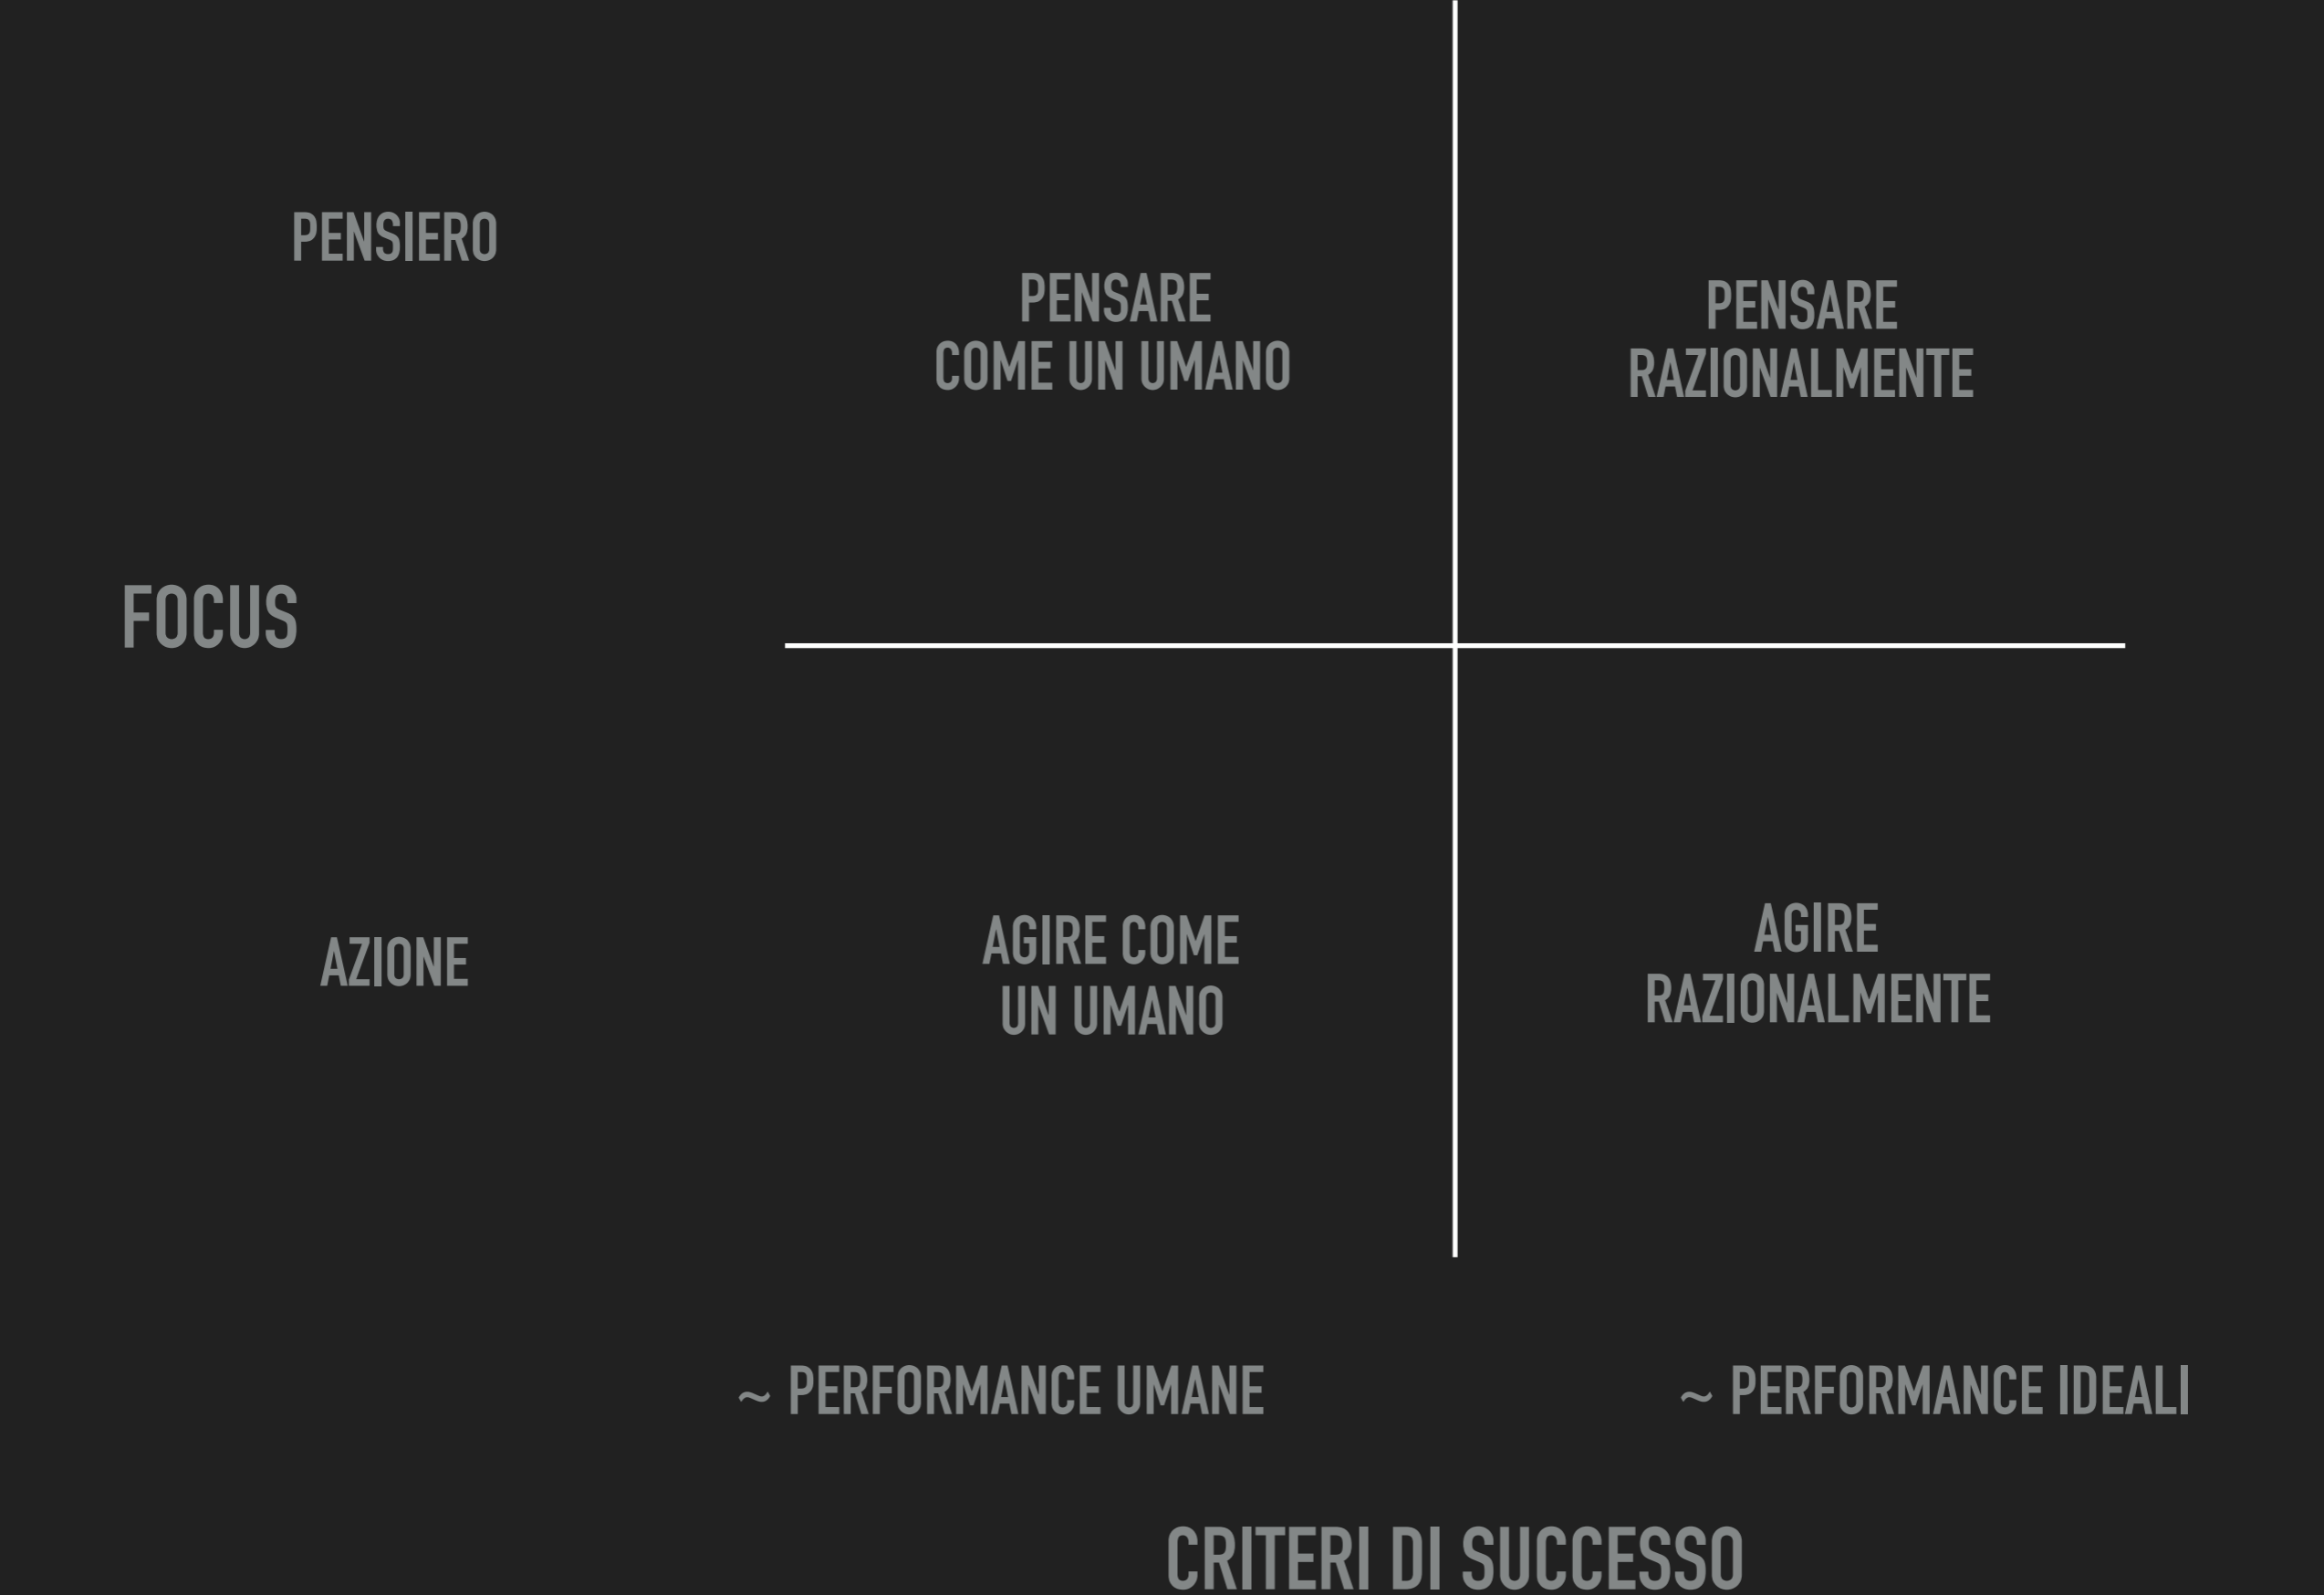 PENSIERO
PENSARE
COME UN UMANO
PENSARE
RAZIONALMENTE
FOCUS
AZIONE
AGIRE COME
UN UMANO
AGIRE
RAZIONALMENTE
~ PERFORMANCE UMANE
~ PERFORMANCE IDEALI
CRITERI DI SUCCESSO